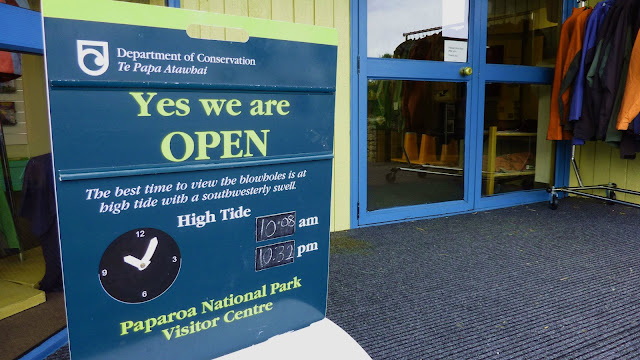 Department of Conservation
Te Papa Atawhai
Yes we are
OPEN
The best time to view the blowholes is at
high tide with a southwesterly swell.
High Tide 10:08 am
10:32 pm
12
3
6
9
Paparoa National Park
Visitor Centre